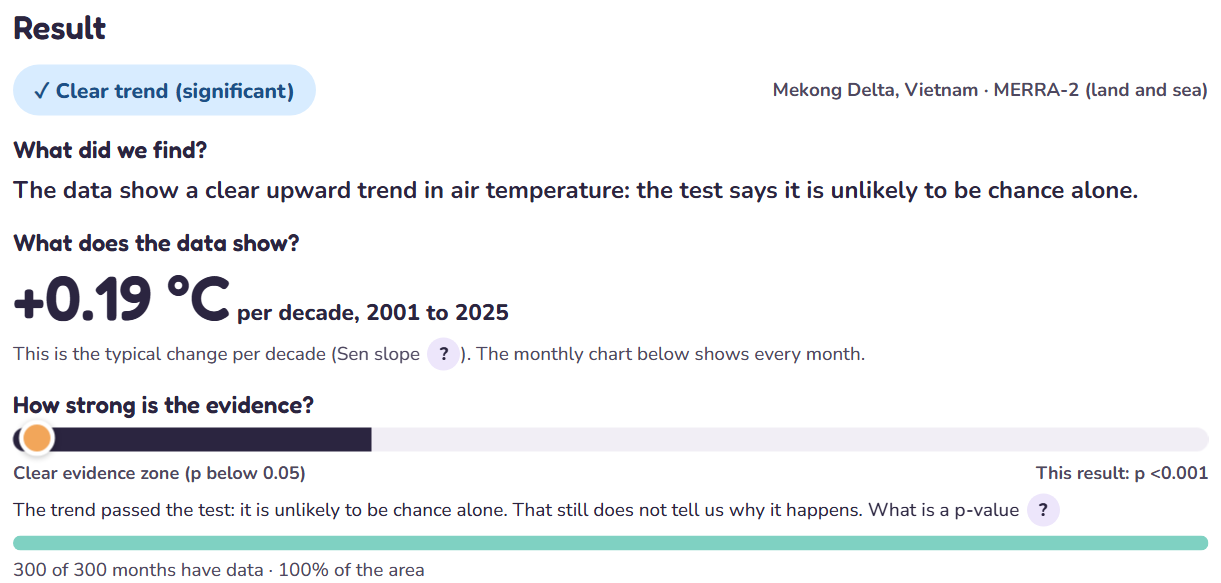 Result
✓ Clear trend (significant)
Mekong Delta, Vietnam · MERRA-2 (land and sea)
What did we find?
The data show a clear upward trend in air temperature: the test says it is unlikely to be chance alone.
What does the data show?
+0.19 °C per decade, 2001 to 2025
This is the typical change per decade (Sen slope ? ). The monthly chart below shows every month.
How strong is the evidence?
Clear evidence zone (p below 0.05)
This result: p <0.001
The trend passed the test: it is unlikely to be chance alone. That still does not tell us why it happens. What is a p-value ?
300 of 300 months have data · 100% of the area